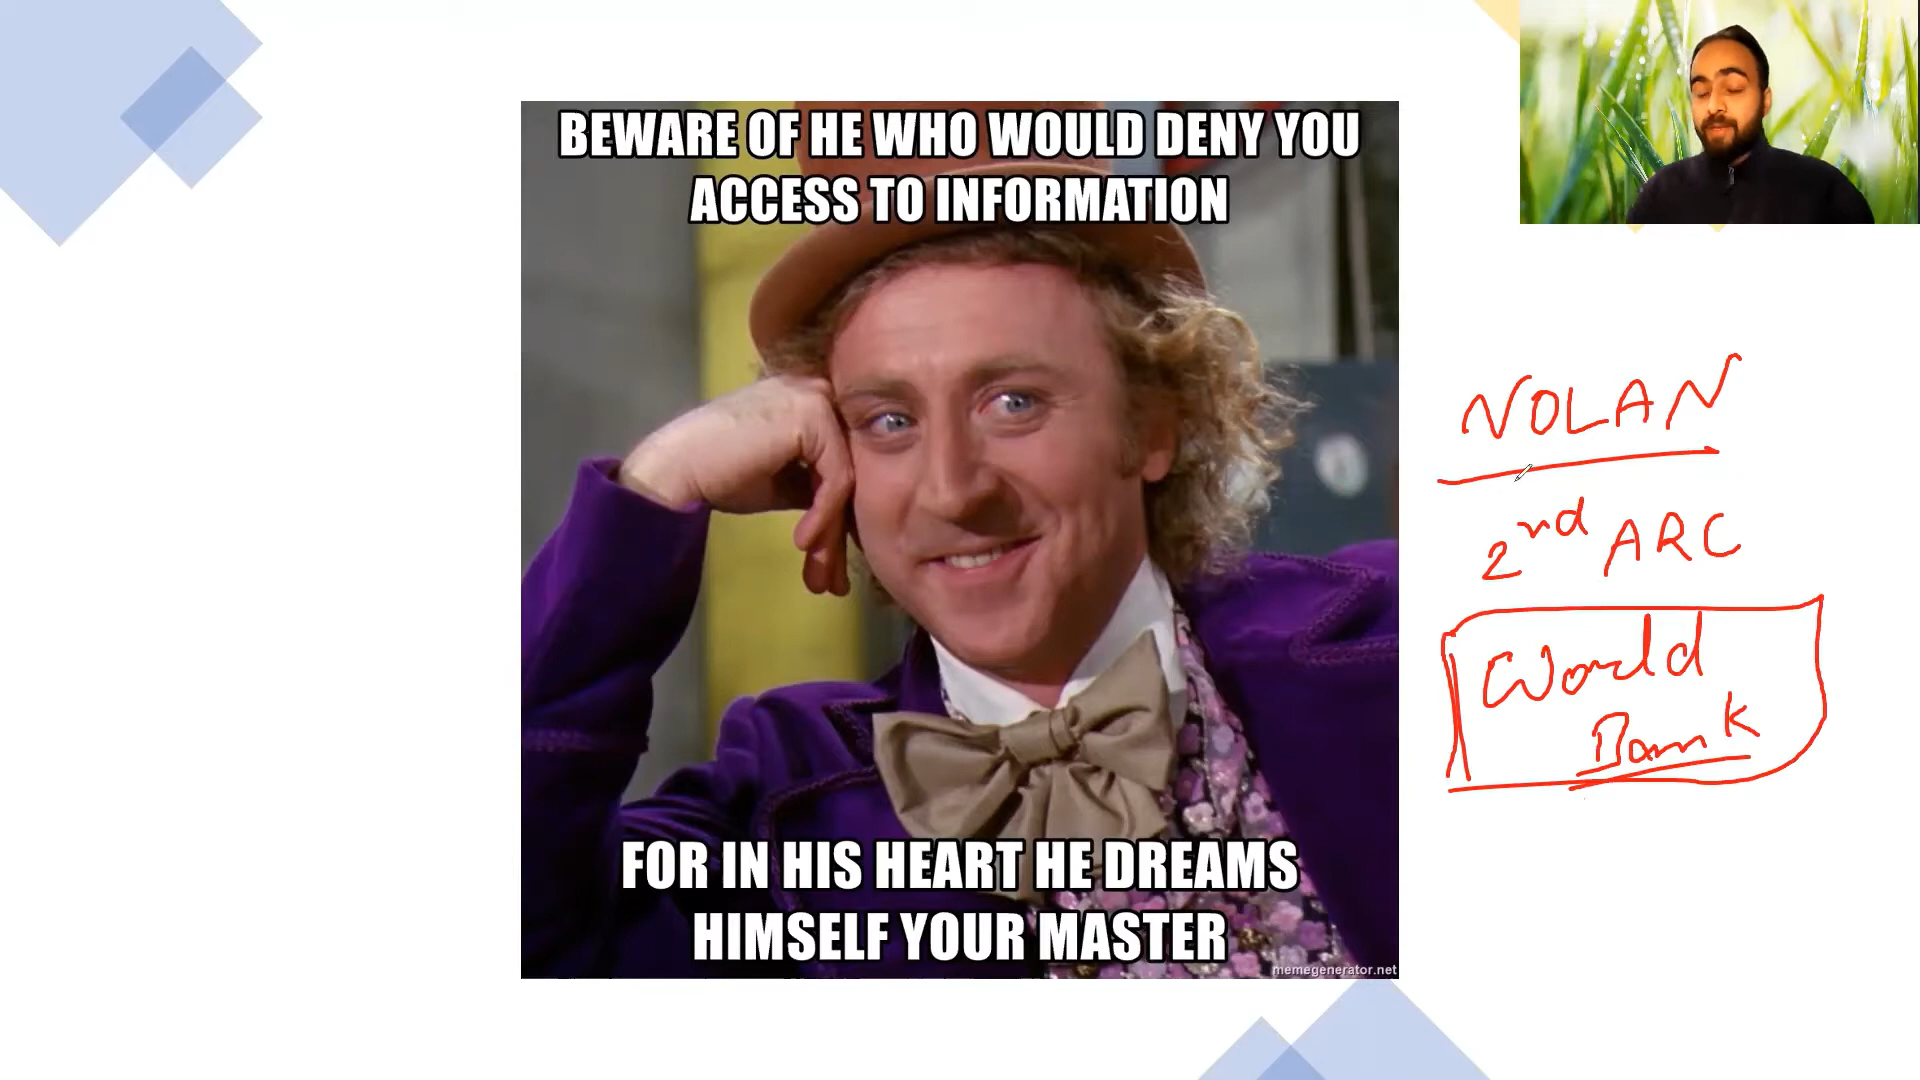 BEWARE OF HE WHO WOULD DENY YOU
ACCESS TO INFORMATION
FOR IN HIS HEART HE DREAMS
HIMSELF YOUR MASTER
memegenerator.net
NOLAN
2nd ARC
World
Bank